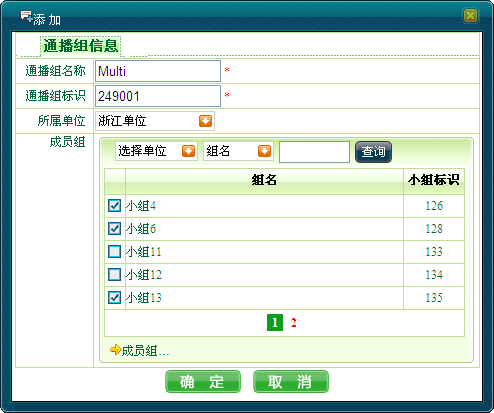 添 加
通播组信息
通播组名称 Multi *
通播组标识 249001 *
所属单位 浙江单位
成员组 选择单位 组名 查询
组名 小组标识
小组4 126
小组6 128
小组11 133
小组12 134
小组13 135
1 2
成员组...
确 定 取 消